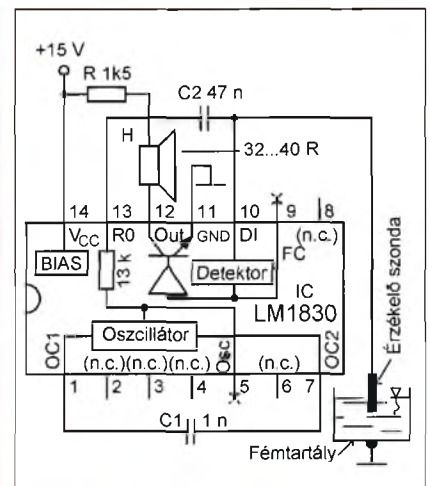 +15 V
R 1k5
C2 47 n
H
32...40 R
14 13 12 11 10 9 8
VCC R0 Out GND DI FC (n.c.)
BIAS
13 k
Detektor
IC
LM1830
Oszcillátor
OC1
(n.c.)(n.c.)(n.c.)
Osc
(n.c.)
OC2
1 2 3 4 5 6 7
C1 1 n
Érzékelő szonda
Fémtartály